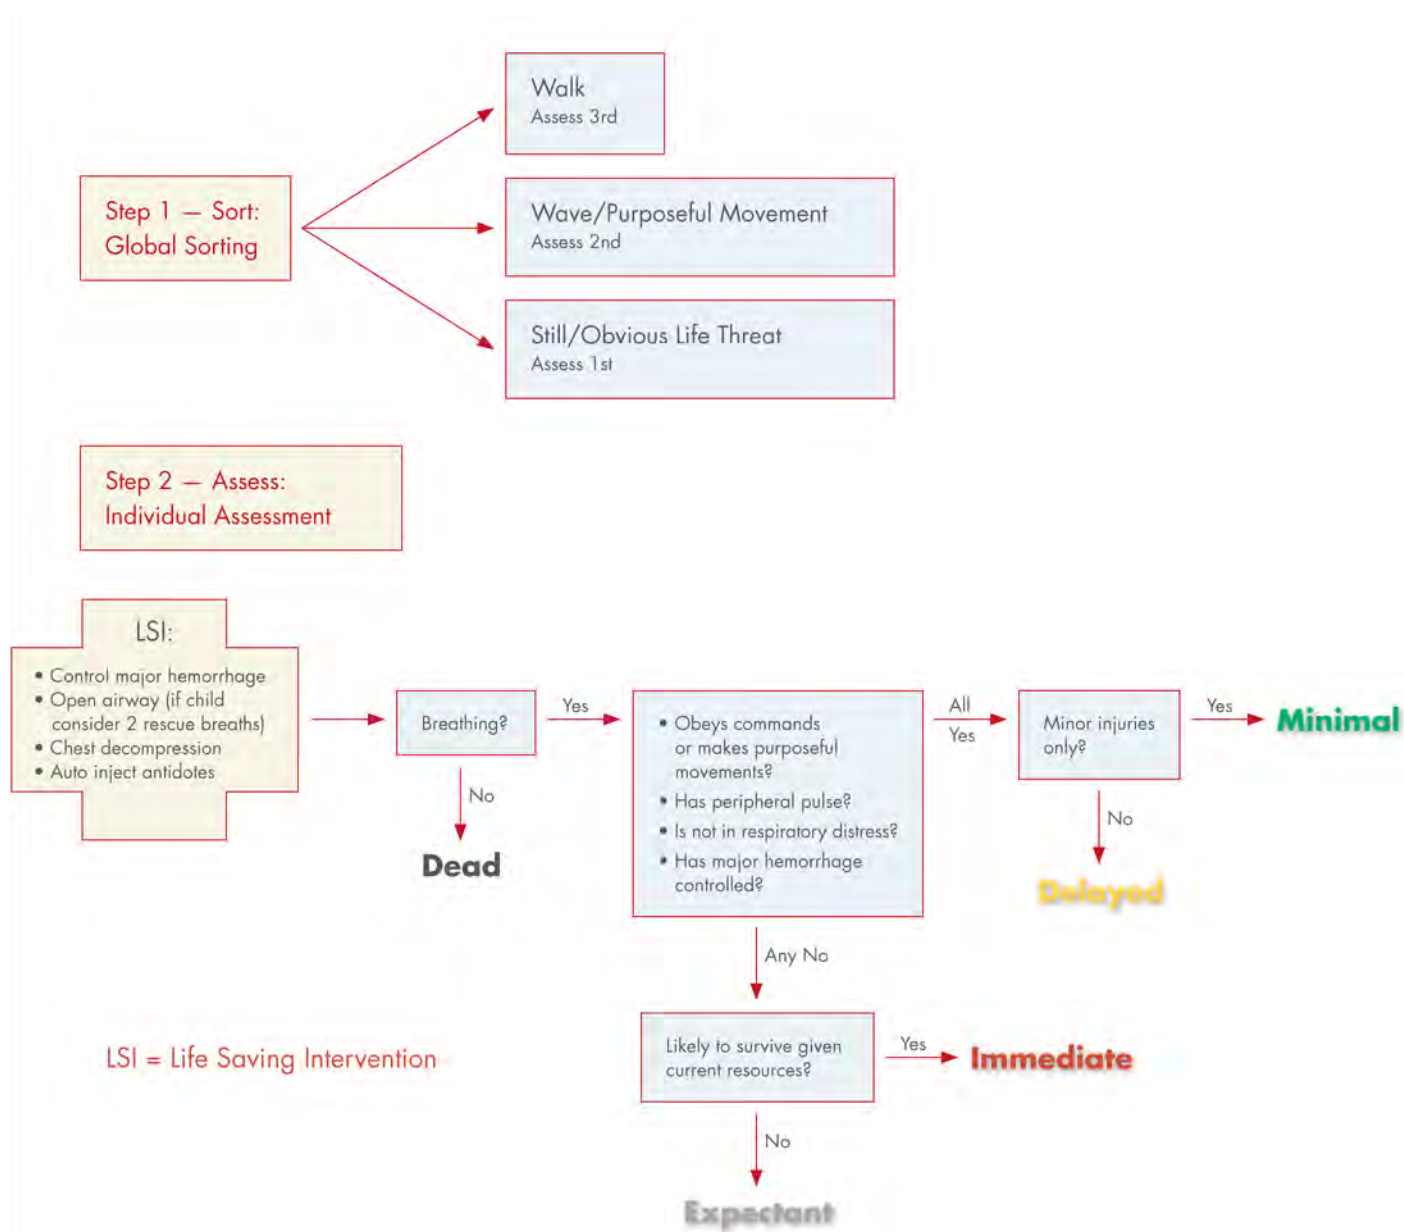 Walk
Assess 3rd
Step 1 – Sort:
Global Sorting
Wave/Purposeful Movement
Assess 2nd
Still/Obvious Life Threat
Assess 1st
Step 2 – Assess:
Individual Assessment
LSI:
• Control major hemorrhage
• Open airway (if child
consider 2 rescue breaths)
• Chest decompression
• Auto inject antidotes
Breathing?
Yes
No
Dead
• Obeys commands
or makes purposeful
movements?
• Has peripheral pulse?
• Is not in respiratory distress?
• Has major hemorrhage
controlled?
All
Yes
Minor injuries
only?
Yes
Minimal
No
Delayed
Any No
Likely to survive given
current resources?
Yes
Immediate
No
Expectant
LSI = Life Saving Intervention